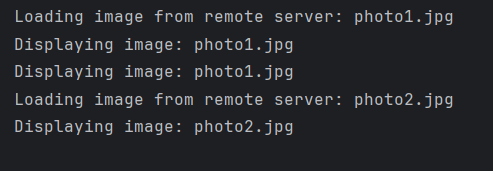 Loading image from remote server: photo1.jpg
Displaying image: photo1.jpg
Displaying image: photo1.jpg
Loading image from remote server: photo2.jpg
Displaying image: photo2.jpg